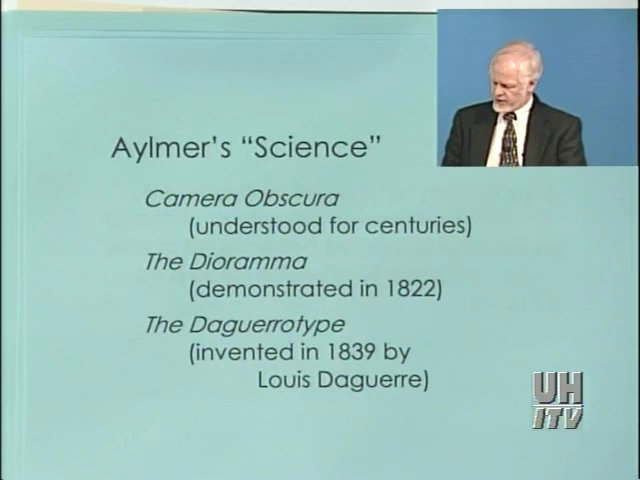 Aylmer's "Science"
Camera Obscura
(understood for centuries)
The Dioramma
(demonstrated in 1822)
The Daguerrotype
(invented in 1839 by
Louis Daguerre)
UH
ITV